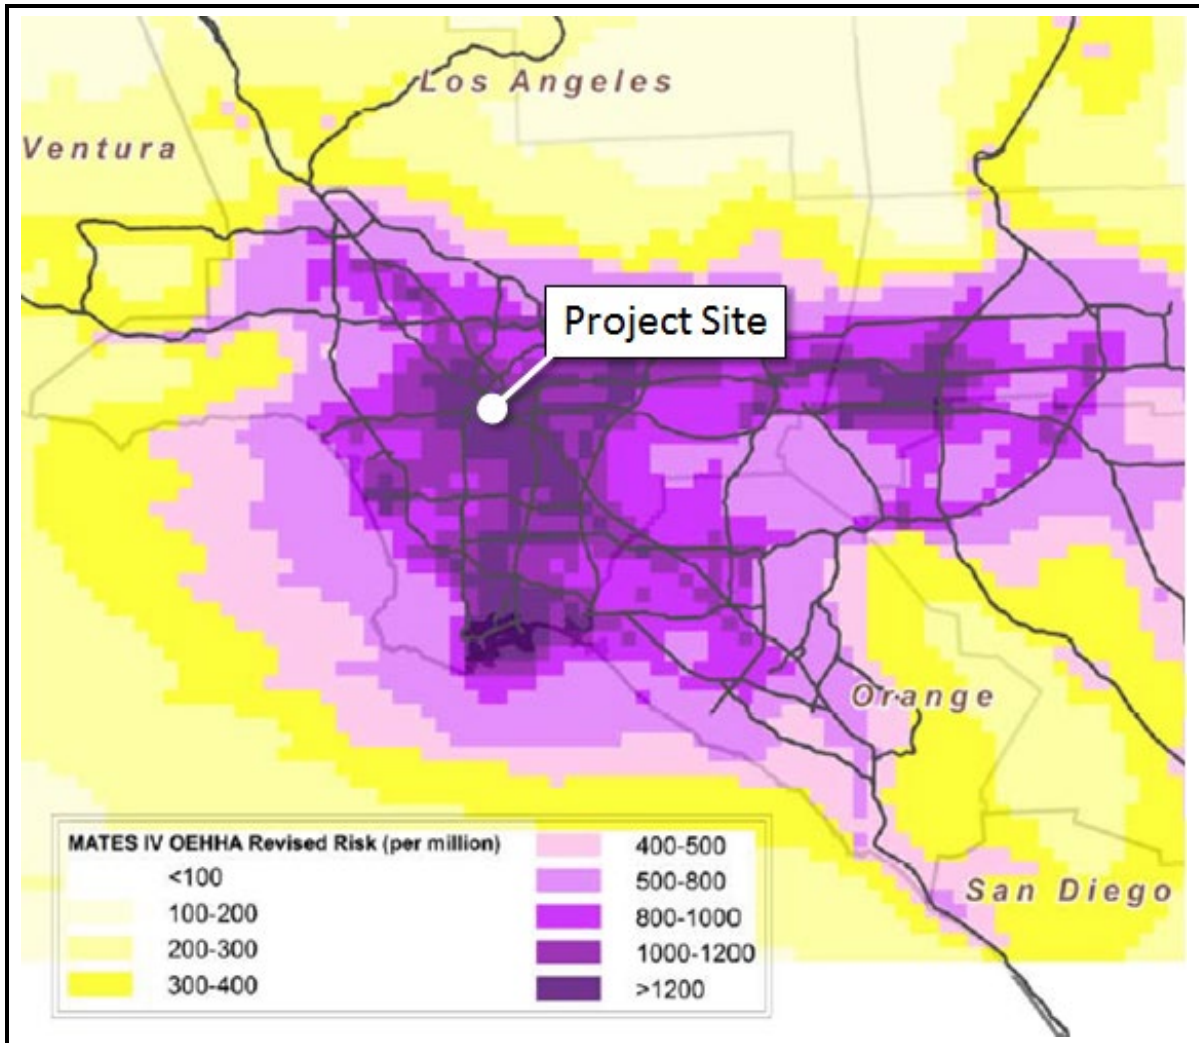 Los Angeles
Ventura
Project Site
Orange
San Diego
MATES IV OEHHA Revised Risk (per million)
<100
100-200
200-300
300-400
400-500
500-800
800-1000
1000-1200
>1200